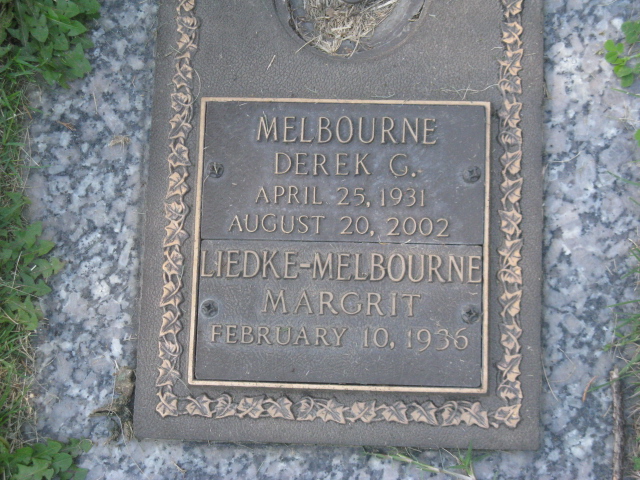 MELBOURNE
DEREK G.
APRIL 25, 1931
AUGUST 20, 2002
LIEDKE-MELBOURNE
MARGRIT
FEBRUARY 10, 1936